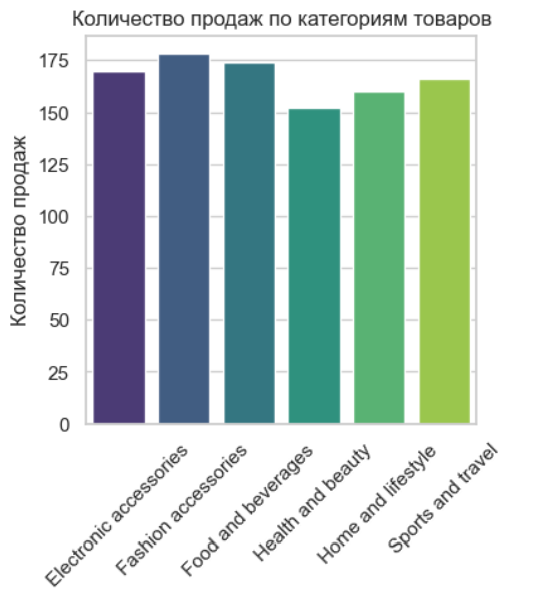 Количество продаж по категориям товаров
Количество продаж
175
150
125
100
75
50
25
0
Electronic accessories
Fashion accessories
Food and beverages
Health and beauty
Home and lifestyle
Sports and travel